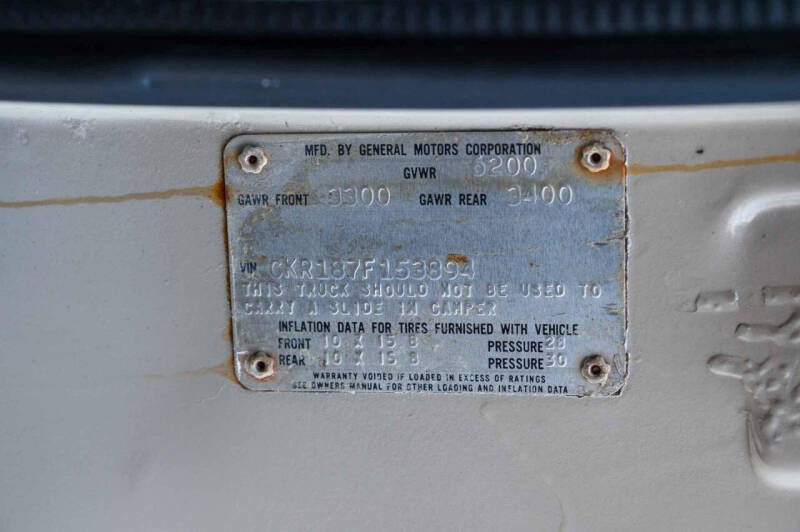 MFD. BY GENERAL MOTORS CORPORATION
GVWR 6200
GAWR FRONT 3300 GAWR REAR 3400
VIN CKR187F153894
THIS TRUCK SHOULD NOT BE USED TO
CARRY A SLIDE IN CAMPER
INFLATION DATA FOR TIRES FURNISHED WITH VEHICLE
FRONT 10 X 15 B PRESSURE 28
REAR 10 X 15 B PRESSURE 30
WARRANTY VOIDED IF LOADED IN EXCESS OF RATINGS
SEE OWNERS MANUAL FOR OTHER LOADING AND INFLATION DATA